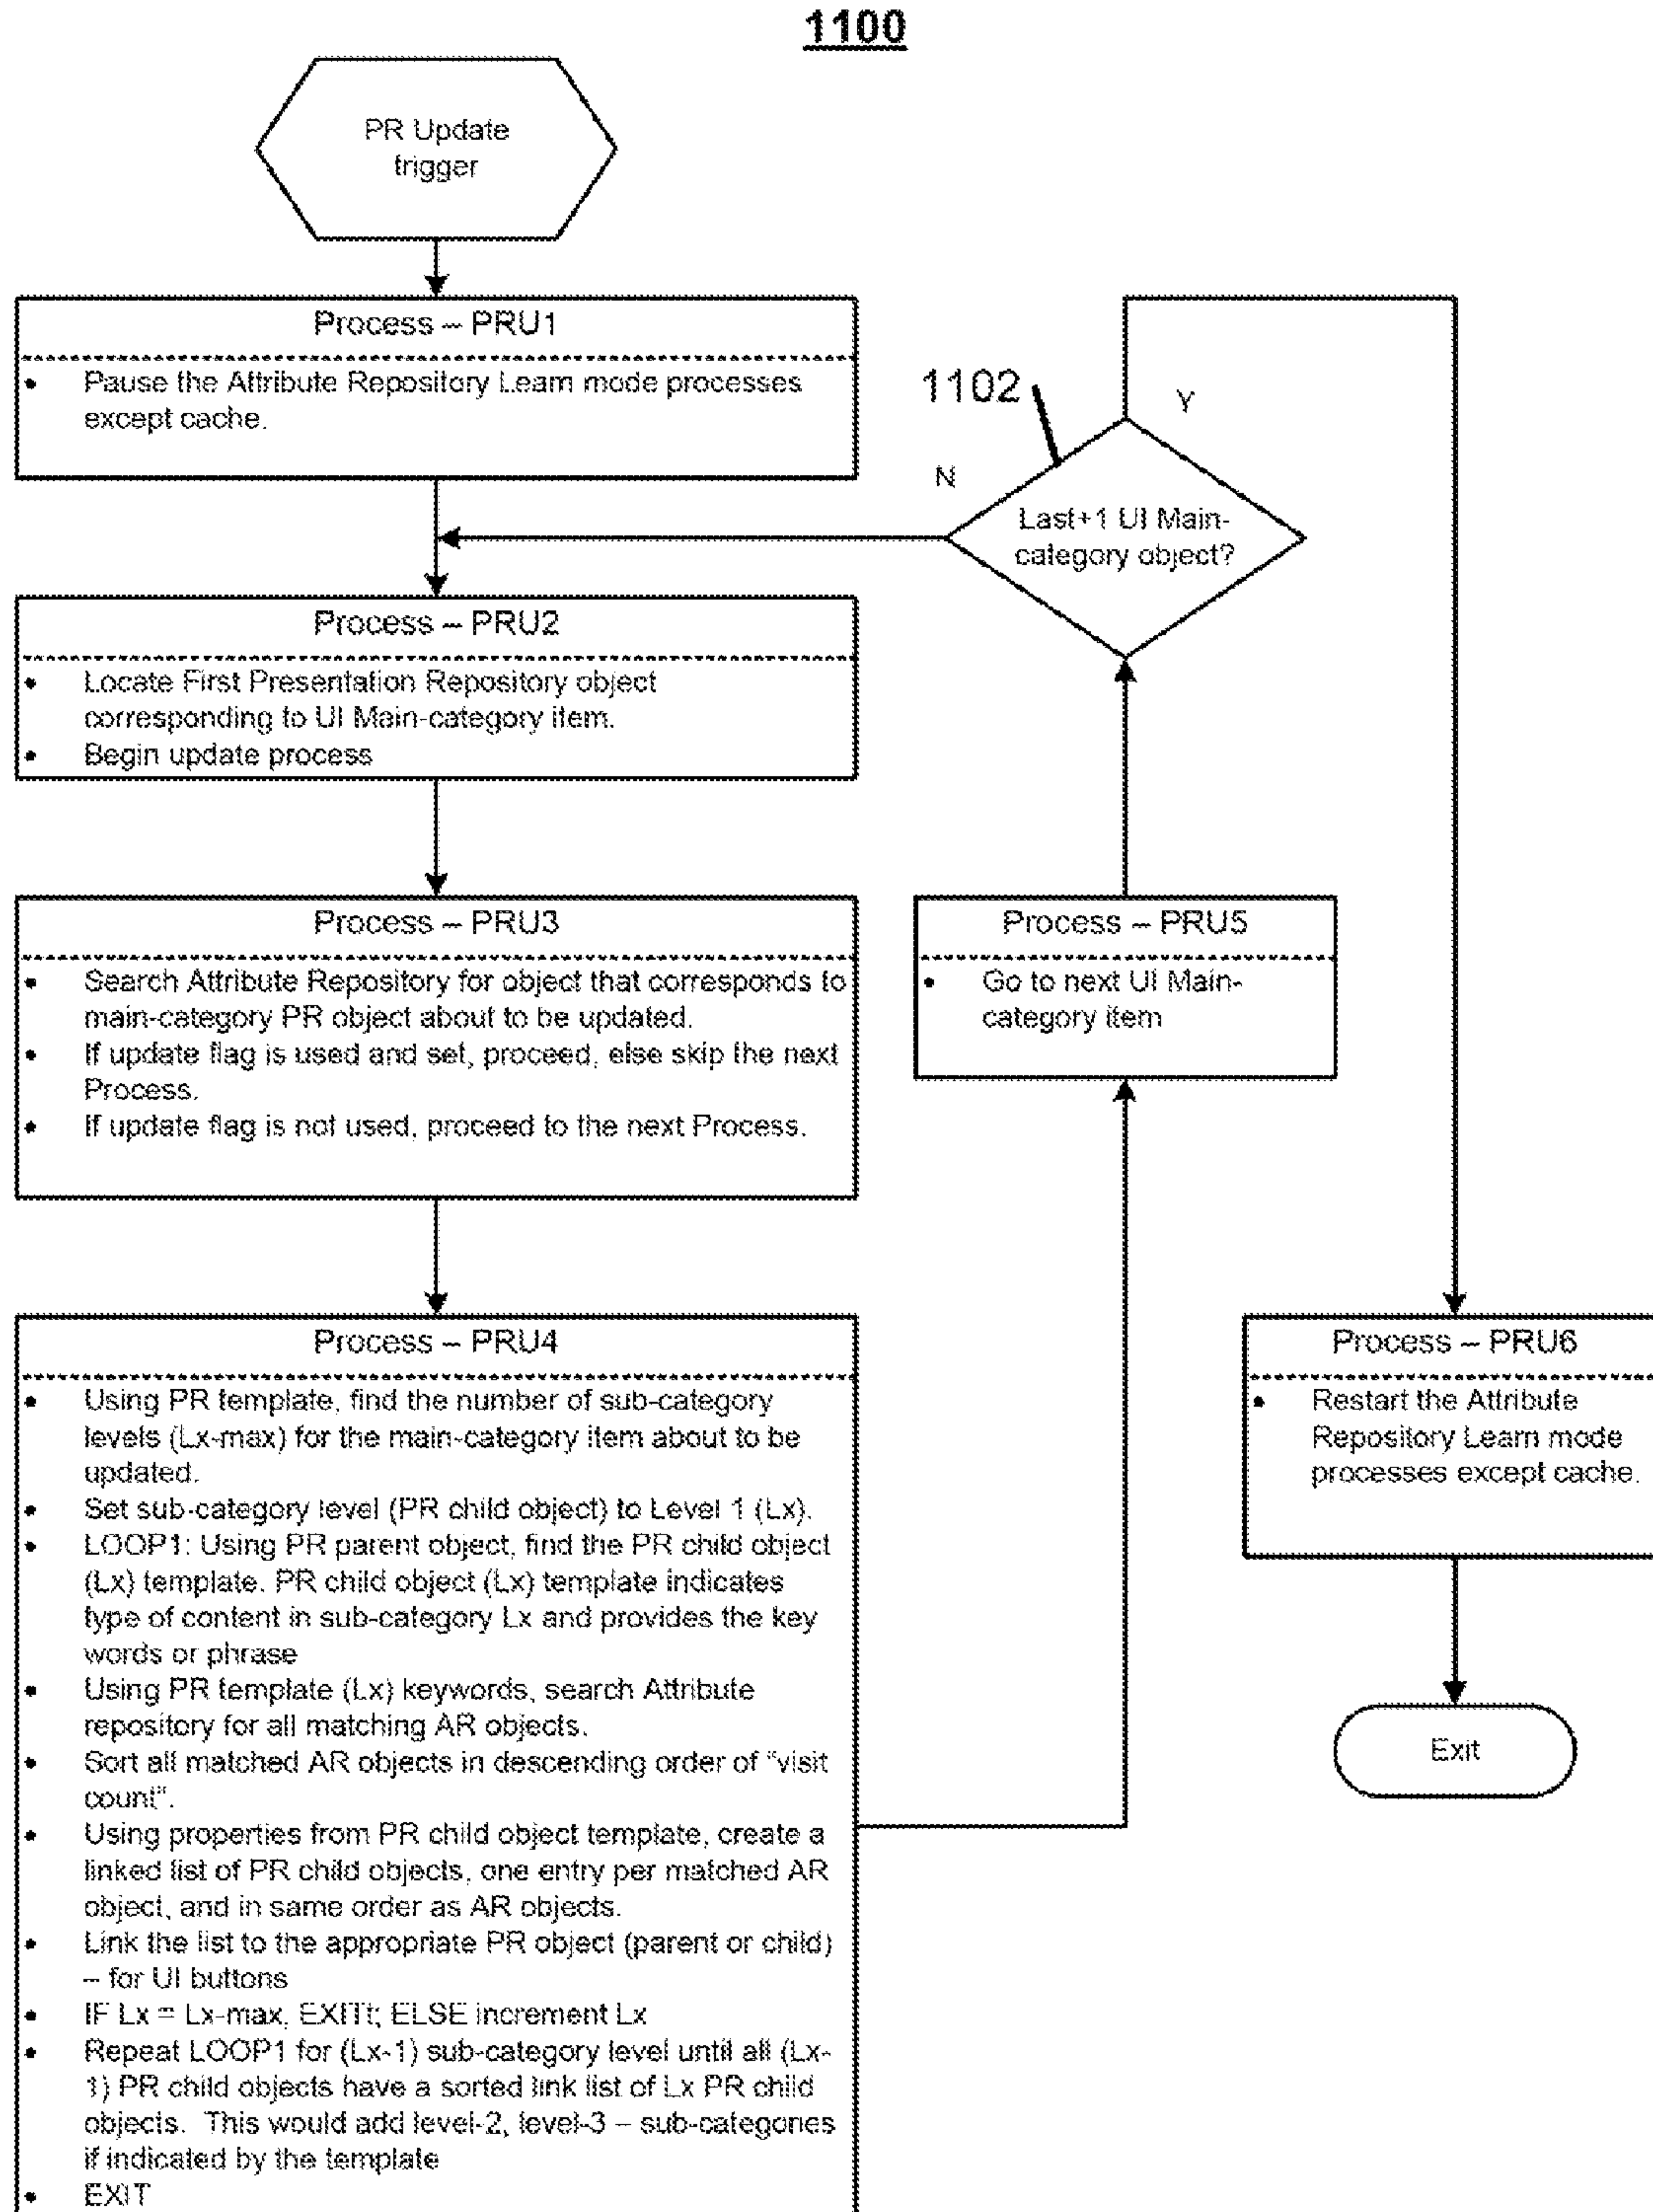 1100
PR Update
trigger
Process – PRU1
• Pause the Attribute Repository Learn mode processes
except cache.
1102
Y
N
Last+1 UI Main-
category object?
Process – PRU2
• Locate First Presentation Repository object
corresponding to UI Main-category item.
• Begin update process
Process – PRU3
• Search Attribute Repository for object that corresponds to
main-category PR object about to be updated.
• If update flag is used and set, proceed, else skip the next
Process.
• If update flag is not used, proceed to the next Process.
Process – PRU5
• Go to next UI Main-
category item
Process – PRU4
• Using PR template, find the number of sub-category
levels (Lx-max) for the main-category item about to be
updated.
• Set sub-category level (PR child object) to Level 1 (Lx).
• LOOP1: Using PR parent object, find the PR child object
(Lx) template. PR child object (Lx) template indicates
type of content in sub-category Lx and provides the key
words or phrase
• Using PR template (Lx) keywords, search Attribute
repository for all matching AR objects.
• Sort all matched AR objects in descending order of "visit
count".
• Using properties from PR child object template, create a
linked list of PR child objects, one entry per matched AR
object, and in same order as AR objects.
• Link the list to the appropriate PR object (parent or child)
– for UI buttons
• IF Lx = Lx-max, EXITt; ELSE increment Lx
• Repeat LOOP1 for (Lx-1) sub-category level until all (Lx-
1) PR child objects have a sorted link list of Lx PR child
objects. This would add level-2, level-3 – sub-categories
if indicated by the template
• EXIT
Process – PRU6
• Restart the Attribute
Repository Learn mode
processes except cache.
Exit